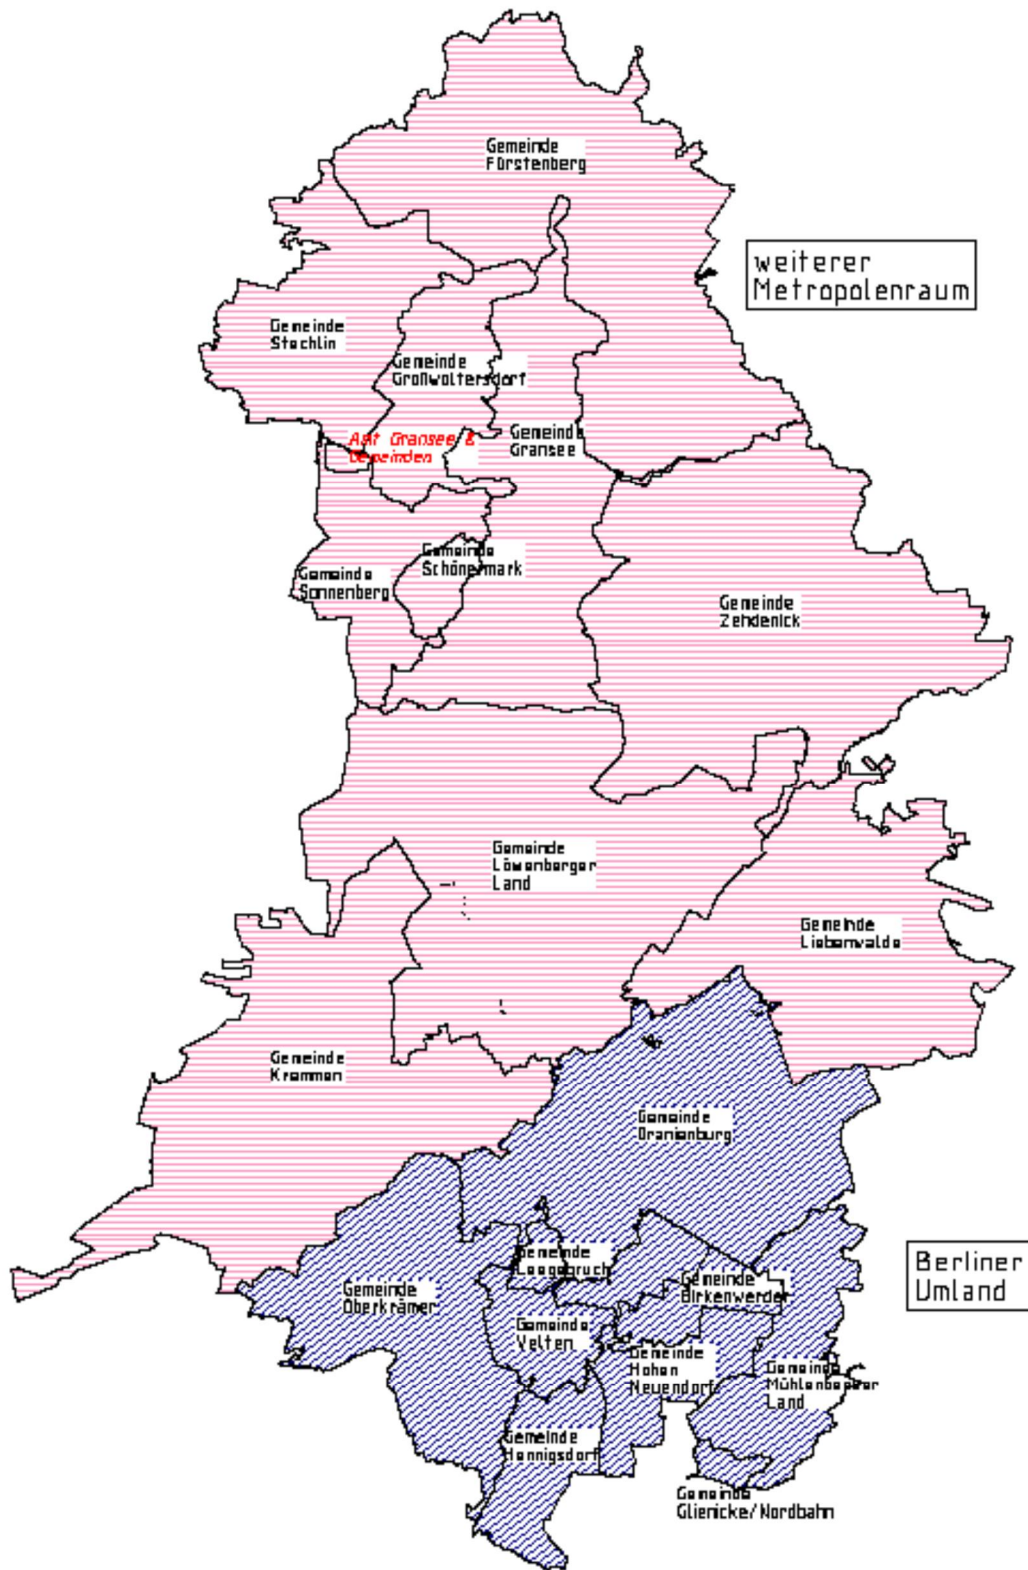 Gemeinde
Fürstenberg
weiterer
Metropolenraum
Gemeinde
Stechlin
Gemeinde
Großwoltersdorf
Amt Gransee &
Gemeinden
Gemeinde
Gransee
Gemeinde
Schönermark
Gemeinde
Sonnenberg
Gemeinde
Zehdenick
Gemeinde
Löwenberger
Land
Gemeinde
Liebenwalde
Gemeinde
Kremmen
Gemeinde
Oranienburg
Gemeinde
Leegebruch
Berliner
Umland
Gemeinde
Oberkrämer
Gemeinde
Birkenwerder
Gemeinde
Velten
Gemeinde
Hohen
Neuendorf
Gemeinde
Mühlenbecker
Land
Gemeinde
Hennigsdorf
Gemeinde
Glienicke/Nordbahn